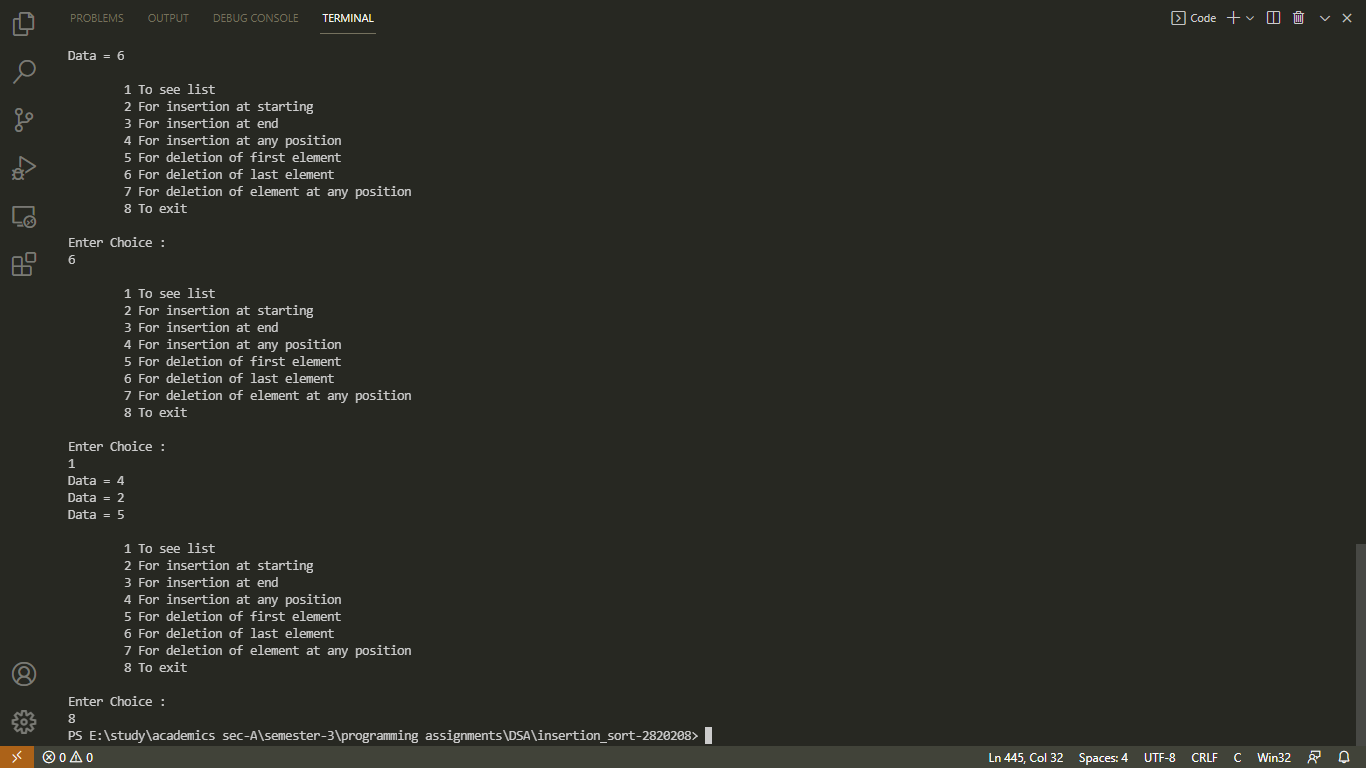 PROBLEMS OUTPUT DEBUG CONSOLE TERMINAL Code
Data = 6
1 To see list
2 For insertion at starting
3 For insertion at end
4 For insertion at any position
5 For deletion of first element
6 For deletion of last element
7 For deletion of element at any position
8 To exit
Enter Choice :
6
1 To see list
2 For insertion at starting
3 For insertion at end
4 For insertion at any position
5 For deletion of first element
6 For deletion of last element
7 For deletion of element at any position
8 To exit
Enter Choice :
1
Data = 4
Data = 2
Data = 5
1 To see list
2 For insertion at starting
3 For insertion at end
4 For insertion at any position
5 For deletion of first element
6 For deletion of last element
7 For deletion of element at any position
8 To exit
Enter Choice :
8
PS E:\study\academics sec-A\semester-3\programming assignments\DSA\insertion_sort-2820208>
0 0 Ln 445, Col 32 Spaces: 4 UTF-8 CRLF C Win32